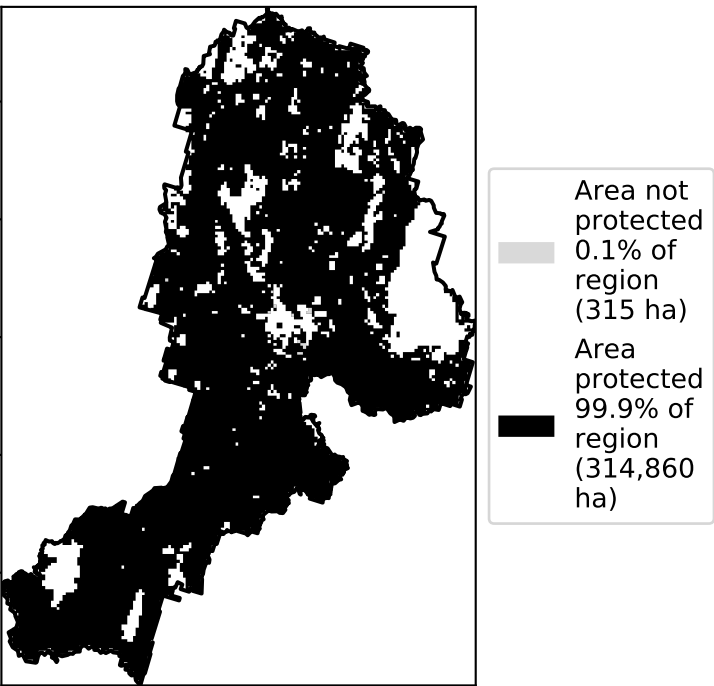 Area not
protected
0.1% of
region
(315 ha)
Area
protected
99.9% of
region
(314,860
ha)